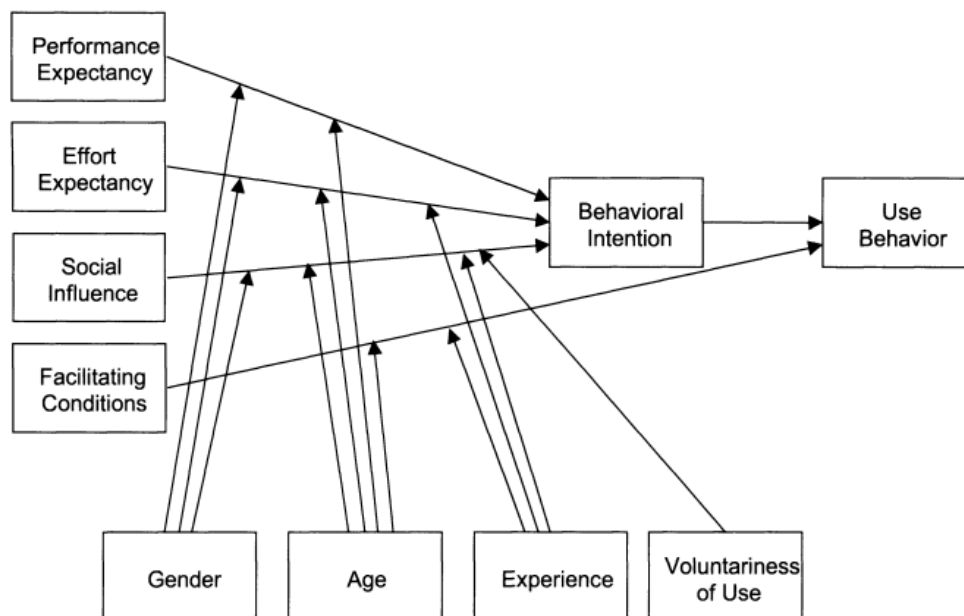 Performance
Expectancy
Effort
Expectancy
Social
Influence
Facilitating
Conditions
Behavioral
Intention
Use
Behavior
Gender
Age
Experience
Voluntariness
of Use